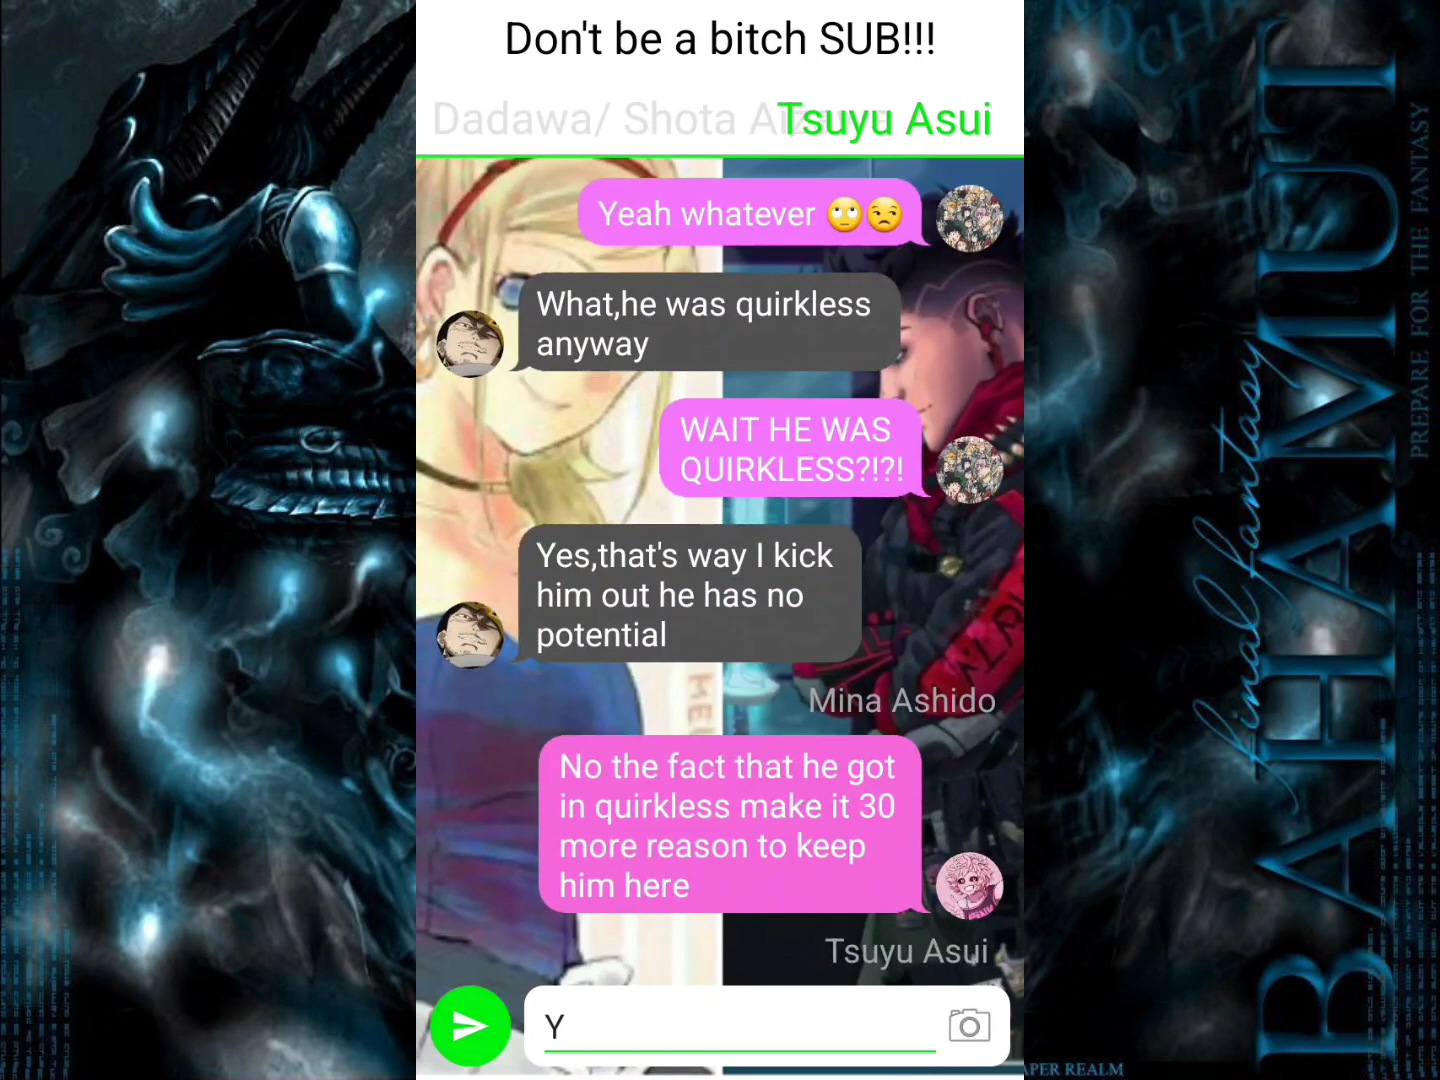 Don't be a bitch SUB!!!
Dadawa/ Shota
Tsuyu Asui
Yeah whatever 🙄😒
What,he was quirkless
anyway
WAIT HE WAS
QUIRKLESS?!?!
Yes,that's way I kick
him out he has no
potential
Mina Ashido
No the fact that he got
in quirkless make it 30
more reason to keep
him here
Tsuyu Asui
Y
final fantasy
BAHAMUT
PREPARE FOR THE FANTASY
APER REALM